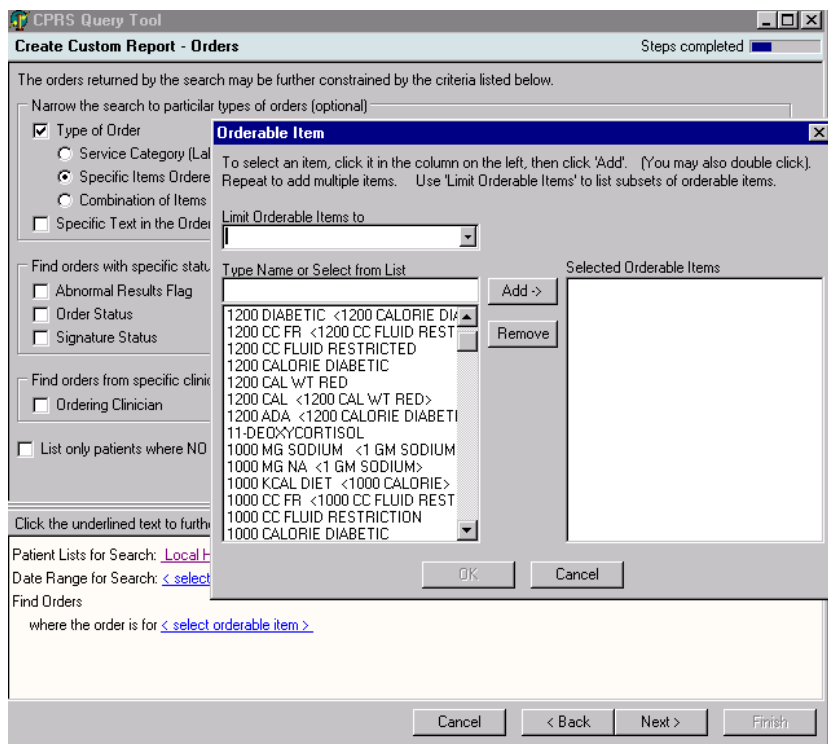 CPRS Query Tool
Create Custom Report - Orders
Steps completed
The orders returned by the search may be further constrained by the criteria listed below.
Narrow the search to particilar types of orders (optional)
Type of Order
Service Category (Lal
Specific Items Ordere
Combination of Items
Specific Text in the Order
Find orders with specific statu
Abnormal Results Flag
Order Status
Signature Status
Find orders from specific clinic
Ordering Clinician
List only patients where NO
Orderable Item
To select an item, click it in the column on the left, then click 'Add'. (You may also double click).
Repeat to add multiple items. Use 'Limit Orderable Items' to list subsets of orderable items.
Limit Orderable Items to
Type Name or Select from List
Add ->
Remove
Selected Orderable Items
1200 DIABETIC <1200 CALORIE DIA
1200 CC FR <1200 CC FLUID REST
1200 CC FLUID RESTRICTED
1200 CALORIE DIABETIC
1200 CAL WT RED
1200 CAL <1200 CAL WT RED>
1200 ADA <1200 CALORIE DIABETI
11-DEOXYCORTISOL
1000 MG SODIUM <1 GM SODIUM
1000 MG NA <1 GM SODIUM>
1000 KCAL DIET <1000 CALORIE>
1000 CC FR <1000 CC FLUID REST
1000 CC FLUID RESTRICTION
1000 CALORIE DIABETIC
OK
Cancel
Click the underlined text to furthe
Patient Lists for Search: Local H
Date Range for Search: < select
Find Orders
where the order is for < select orderable item >
Cancel
< Back
Next >
Finish